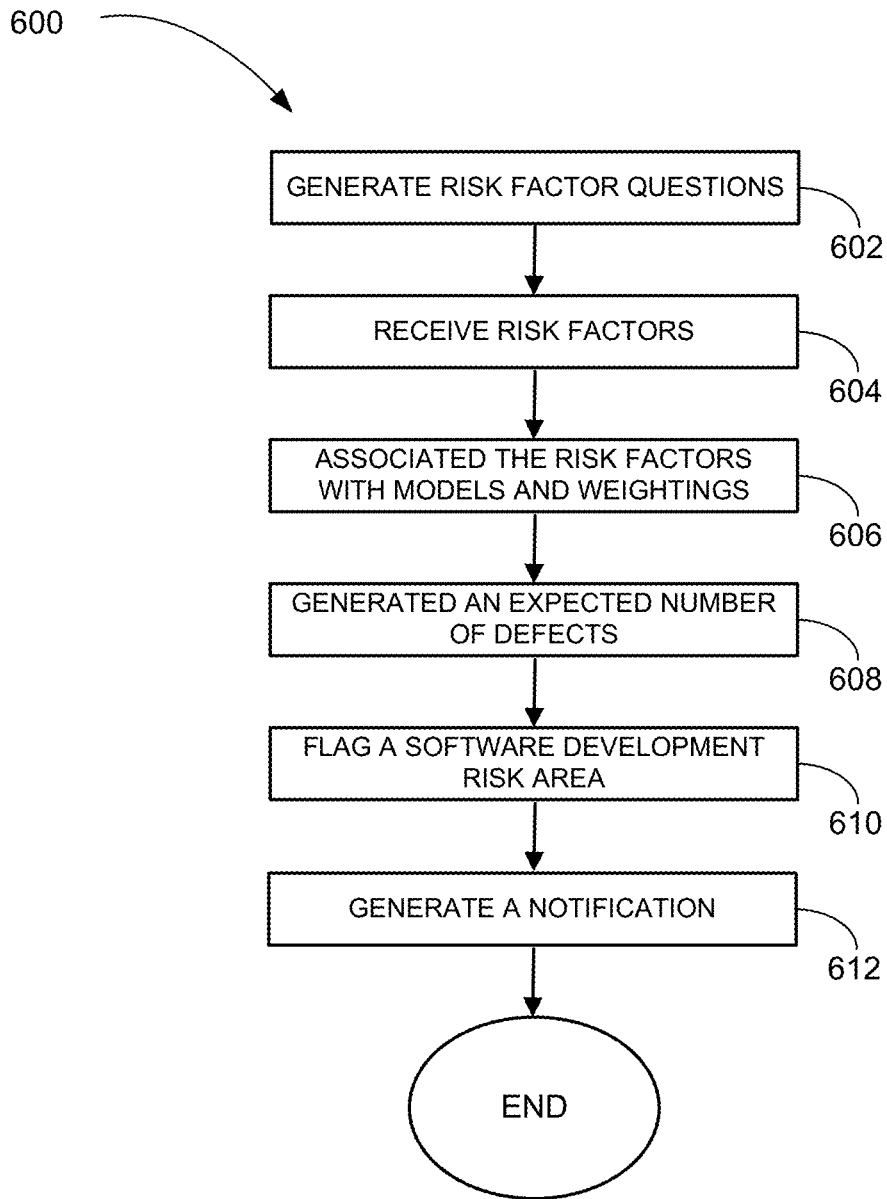 600
GENERATE RISK FACTOR QUESTIONS
602
RECEIVE RISK FACTORS
604
ASSOCIATED THE RISK FACTORS
WITH MODELS AND WEIGHTINGS
606
GENERATED AN EXPECTED NUMBER
OF DEFECTS
608
FLAG A SOFTWARE DEVELOPMENT
RISK AREA
610
GENERATE A NOTIFICATION
612
END